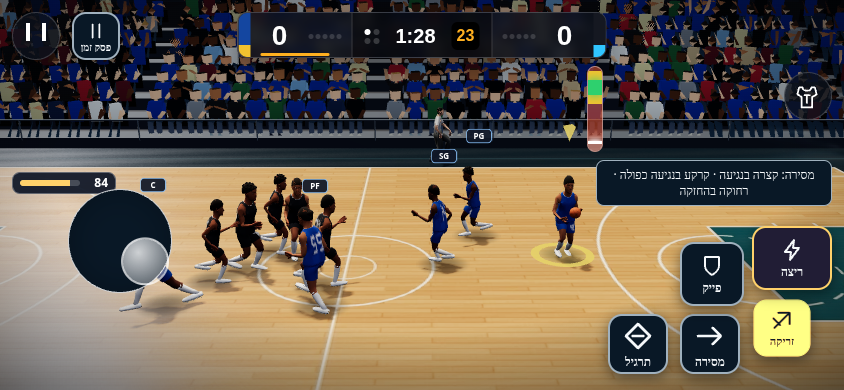 פסק זמן
0
1:28
23
0
PG
SG
84
C
PF
55
מסירה: קצרה בנגיעה · קרקע בנגיעה כפולה ·
רחוקה בהחזקה
ריצה
פייק
זריקה
תרגיל
מסירה